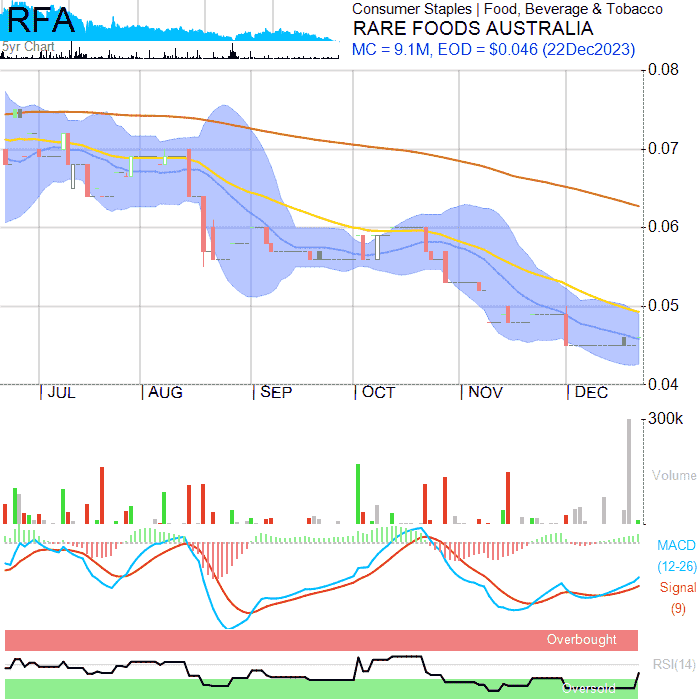 RFA
5yr Chart
Consumer Staples | Food, Beverage & Tobacco
RARE FOODS AUSTRALIA
MC = 9.1M, EOD = $0.046 (22Dec2023)
0.08
0.07
0.06
0.05
0.04
| JUL | AUG | SEP | OCT | NOV | DEC
300k
Volume
MACD
(12-26)
Signal
(9)
Overbought
RSI(14)
Oversold